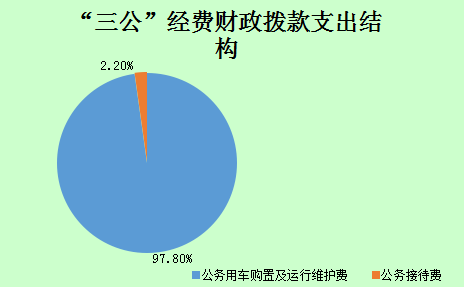 “三公”经费财政拨款支出结
构
2.20%
97.80%
公务用车购置及运行维护费
公务接待费